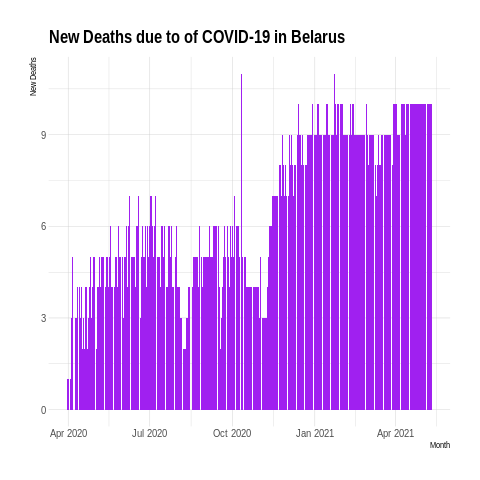 New Deaths due to of COVID-19 in Belarus
New Deaths
9
6
3
0
Apr 2020 Jul 2020 Oct 2020 Jan 2021 Apr 2021
Month